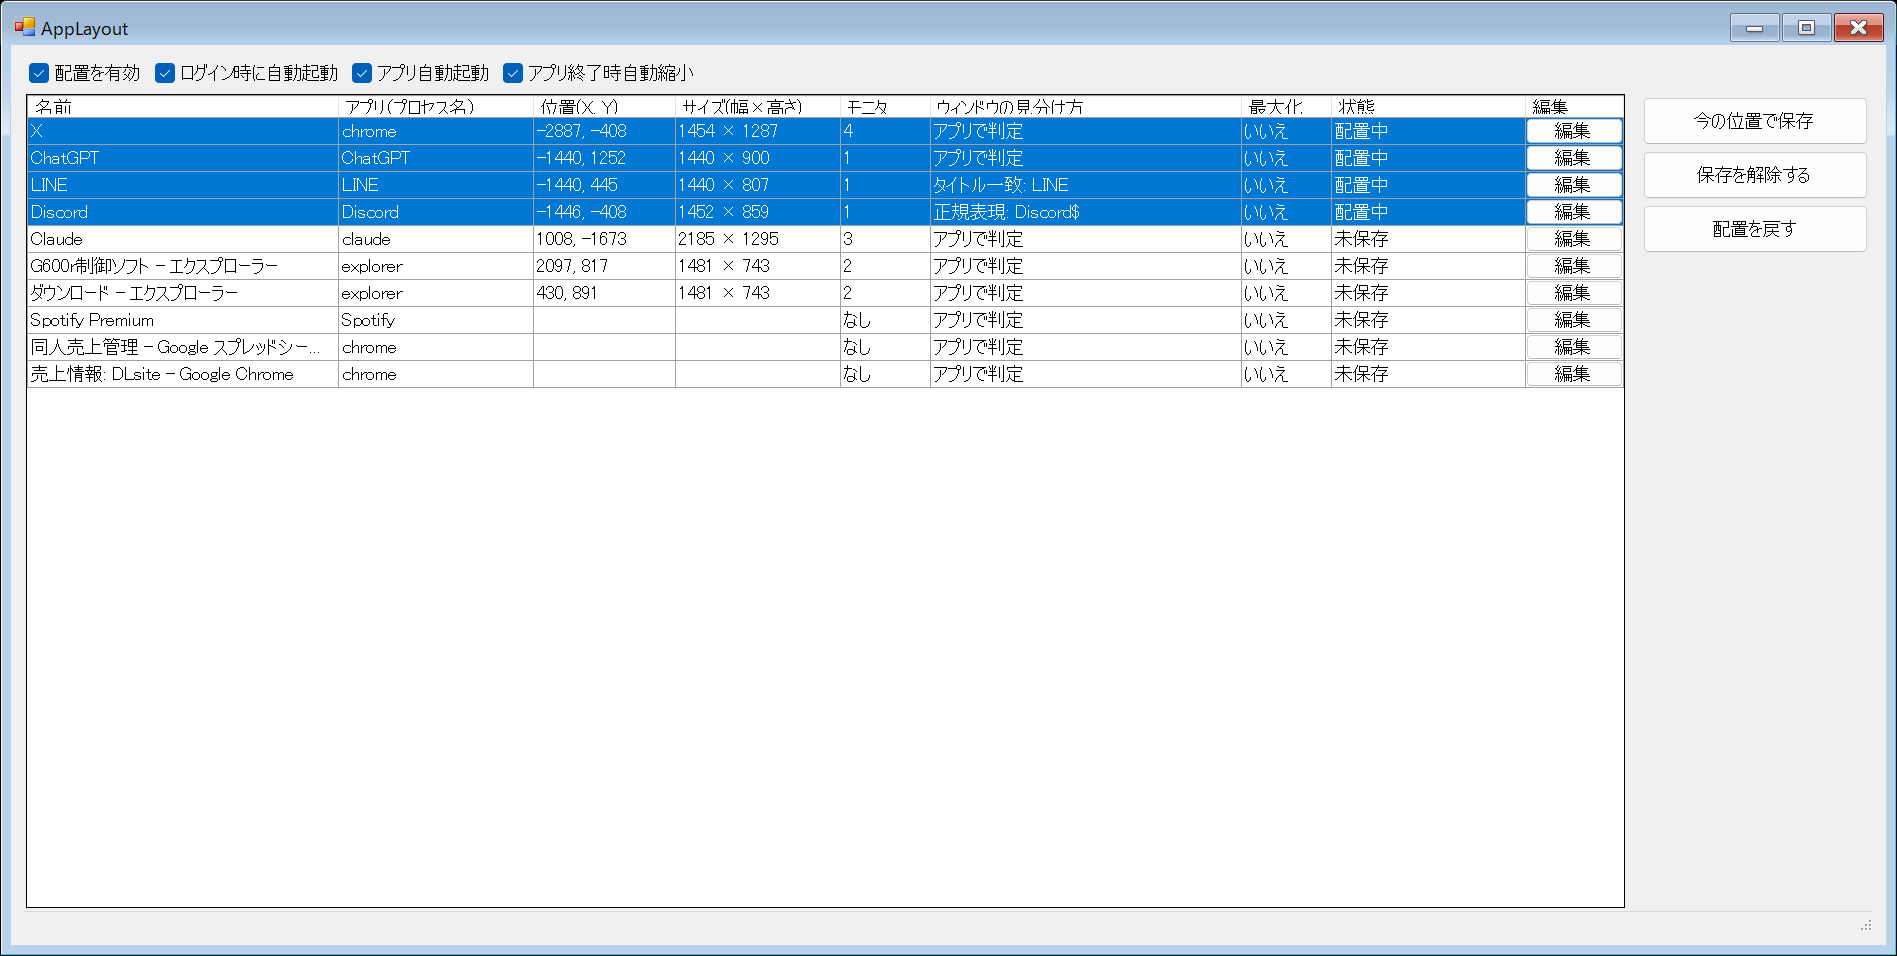 AppLayout
配置を有効 ログイン時に自動起動 アプリ自動起動 アプリ終了時自動縮小
名前 アプリ(プロセス名) 位置(X, Y) サイズ(幅×高さ) モニタ ウィンドウの見分け方 最大化 状態 編集
X chrome -2887, -408 1454 × 1287 4 アプリで判定 いいえ 配置中 編集
ChatGPT ChatGPT -1440, 1252 1440 × 900 1 アプリで判定 いいえ 配置中 編集
LINE LINE -1440, 445 1440 × 807 1 タイトル一致: LINE いいえ 配置中 編集
Discord Discord -1446, -408 1452 × 859 1 正規表現: Discord$ いいえ 配置中 編集
Claude claude 1008, -1673 2185 × 1295 3 アプリで判定 いいえ 未保存 編集
G600r制御ソフト - エクスプローラー explorer 2097, 817 1481 × 743 2 アプリで判定 いいえ 未保存 編集
ダウンロード - エクスプローラー explorer 430, 891 1481 × 743 2 アプリで判定 いいえ 未保存 編集
Spotify Premium Spotify なし アプリで判定 いいえ 未保存 編集
同人売上管理 - Google スプレッドシー... chrome なし アプリで判定 いいえ 未保存 編集
売上情報: DLsite - Google Chrome chrome なし アプリで判定 いいえ 未保存 編集
今の位置で保存
保存を解除する
配置を戻す